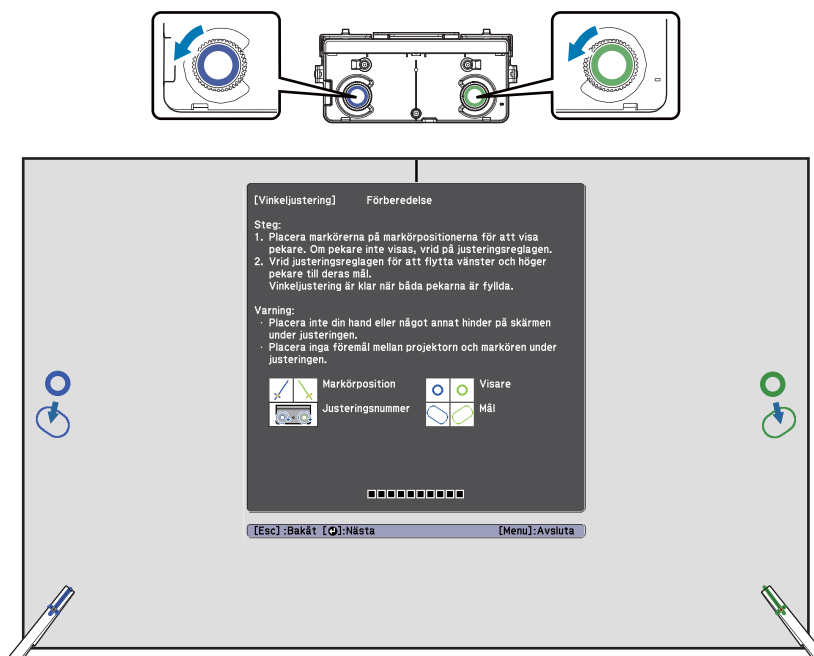 [Vinkeljustering] Förberedelse
Steg:
1. Placera markörerna på markörpositionerna för att visa
pekare. Om pekare inte visas, vrid på justeringsreglagen.
2. Vrid justeringsreglagen för att flytta vänster och höger
pekare till deras mål.
Vinkeljustering är klar när båda pekarna är fyllda.
Varning:
· Placera inte din hand eller något annat hinder på skärmen
under justeringen.
· Placera inga föremål mellan projektorn och markören under
justeringen.
Markörposition
Visare
Justeringsnummer
Mål
[Esc] :Bakåt [⏎]:Nästa [Menu]:Avsluta